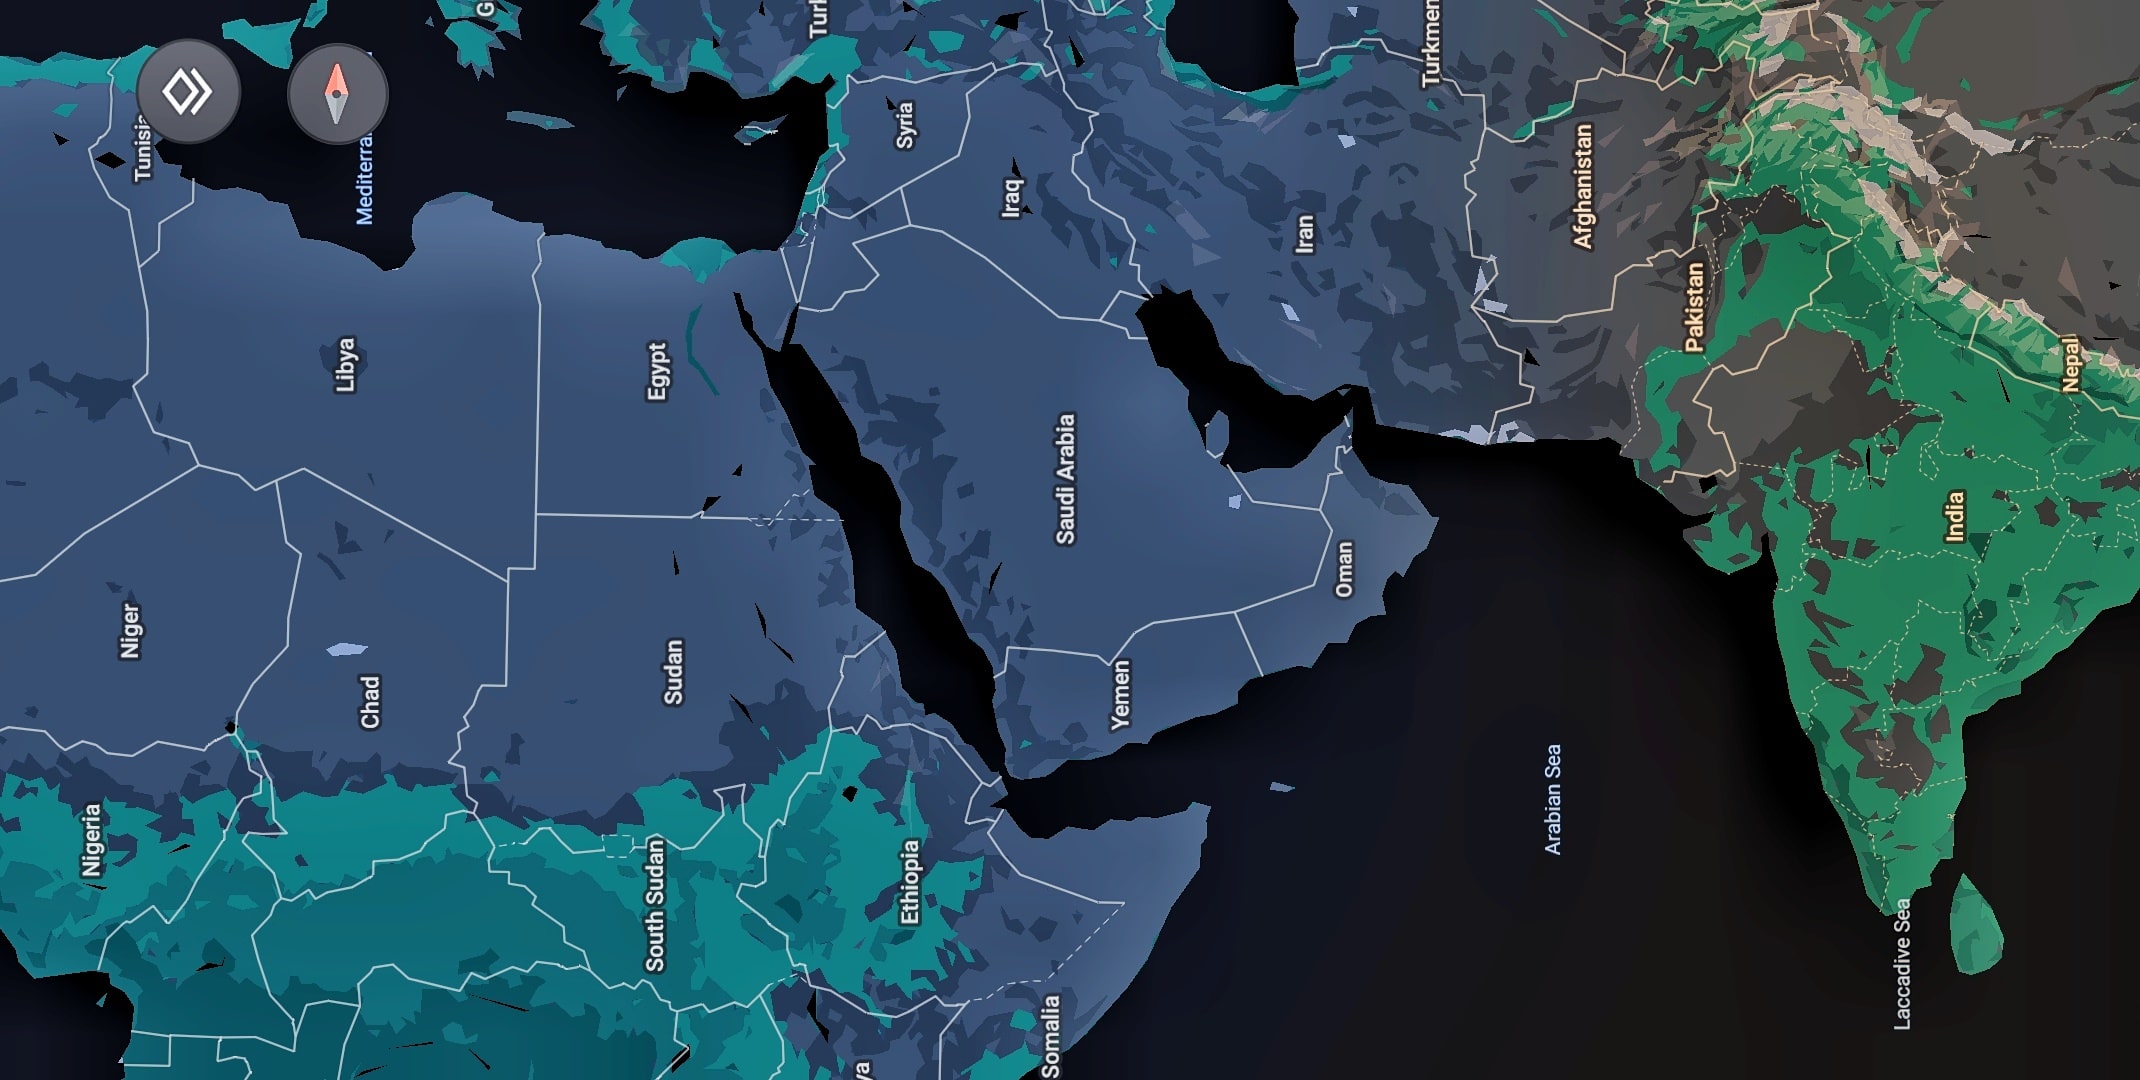 Tunisia
Mediterra
Syria
Iraq
Iran
Turkmen
Afghanistan
Pakistan
Nepal
Libya
Egypt
Saudi Arabia
India
Oman
Niger
Chad
Sudan
Yemen
Nigeria
South Sudan
Ethiopia
Somalia
Arabian Sea
Laccadive Sea
Turk
G
ya